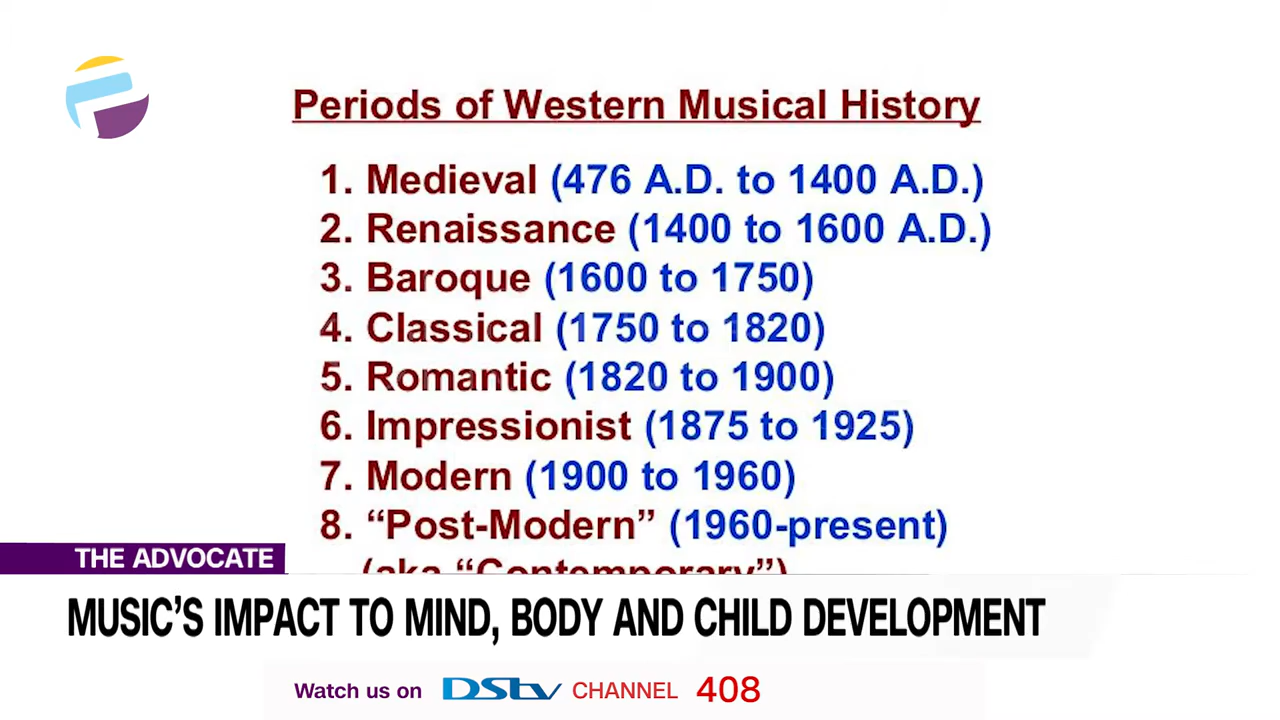 Periods of Western Musical History
1. Medieval (476 A.D. to 1400 A.D.)
2. Renaissance (1400 to 1600 A.D.)
3. Baroque (1600 to 1750)
4. Classical (1750 to 1820)
5. Romantic (1820 to 1900)
6. Impressionist (1875 to 1925)
7. Modern (1900 to 1960)
8. “Post-Modern” (1960-present)
(aka “Contemporary”)
THE ADVOCATE
MUSIC’S IMPACT TO MIND, BODY AND CHILD DEVELOPMENT
Watch us on DStv CHANNEL 408